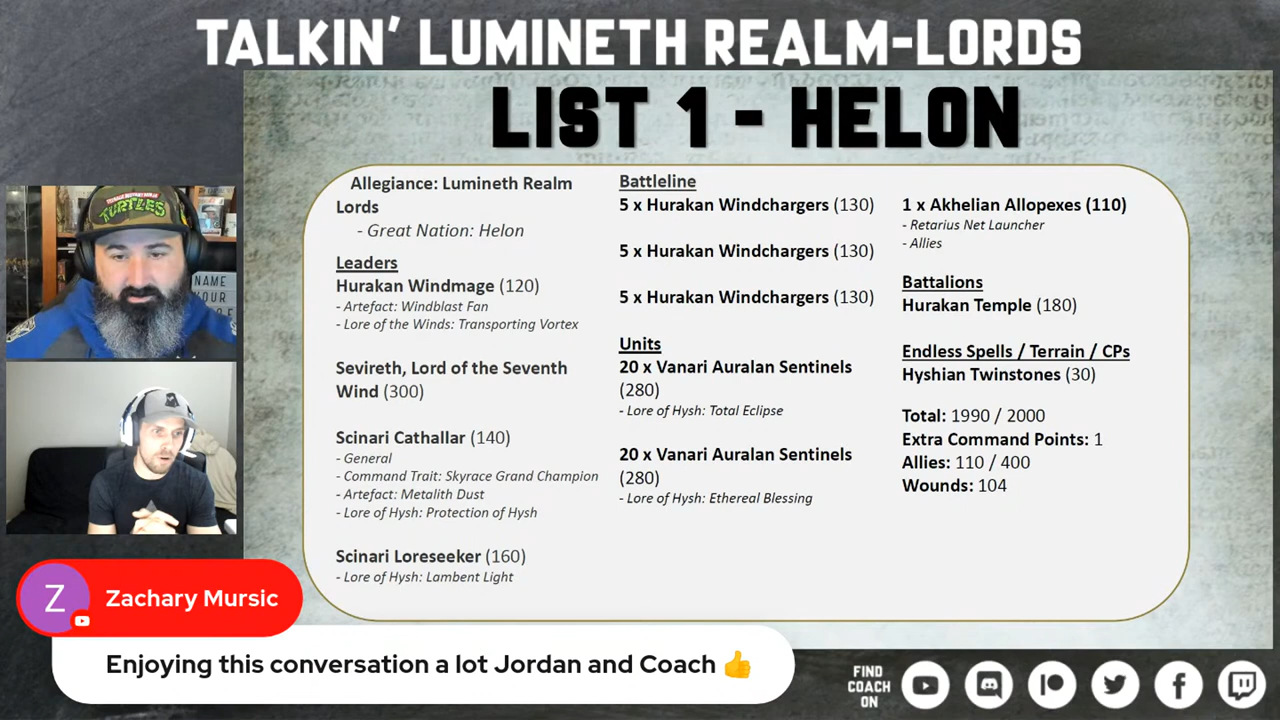 TALKIN' LUMINETH REALM-LORDS
LIST 1 - HELON
Allegiance: Lumineth Realm
Lords
- Great Nation: Helon
Leaders
Hurakan Windmage (120)
- Artefact: Windblast Fan
- Lore of the Winds: Transporting Vortex
Sevireth, Lord of the Seventh
Wind (300)
Scinari Cathallar (140)
- General
- Command Trait: Skyrace Grand Champion
- Artefact: Metalith Dust
- Lore of Hysh: Protection of Hysh
Scinari Loreseeker (160)
- Lore of Hysh: Lambent Light
Battleline
5 x Hurakan Windchargers (130)
5 x Hurakan Windchargers (130)
5 x Hurakan Windchargers (130)
Units
20 x Vanari Auralan Sentinels
(280)
- Lore of Hysh: Total Eclipse
20 x Vanari Auralan Sentinels
(280)
- Lore of Hysh: Ethereal Blessing
1 x Akhelian Allopexes (110)
- Retarius Net Launcher
- Allies
Battalions
Hurakan Temple (180)
Endless Spells / Terrain / CPs
Hyshian Twinstones (30)
Total: 1990 / 2000
Extra Command Points: 1
Allies: 110 / 400
Wounds: 104
TURTLES
NAME
YOUR
Z
Zachary Mursic
Enjoying this conversation a lot Jordan and Coach 👍
FIND
COACH
ON